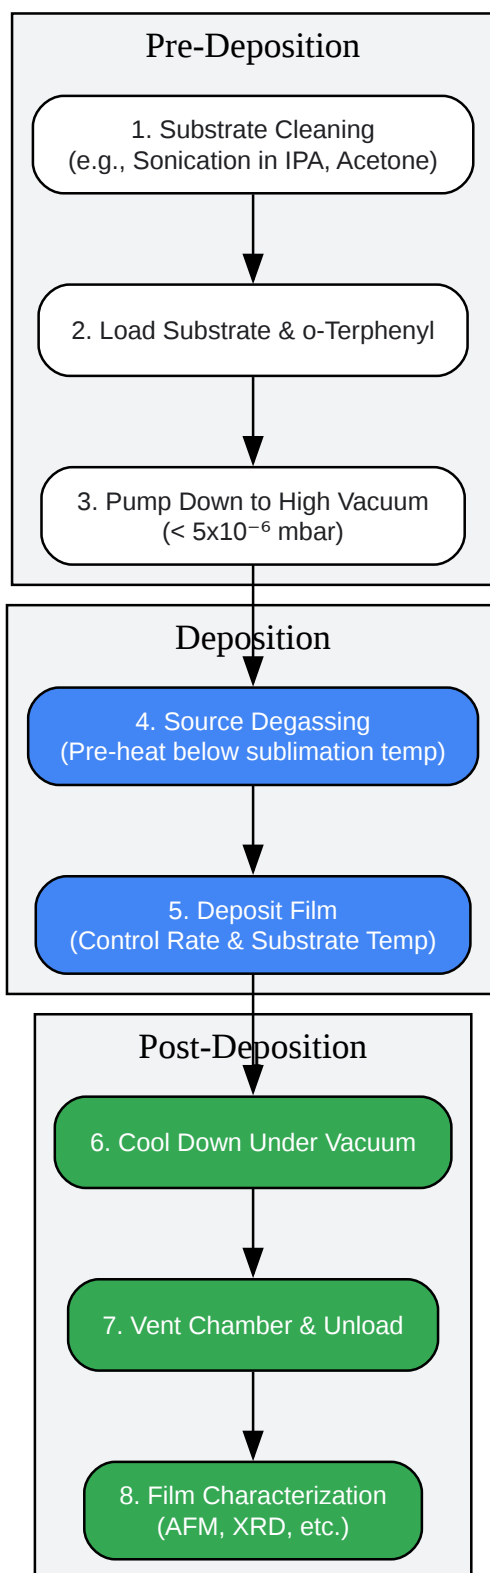 Pre-Deposition
1. Substrate Cleaning
(e.g., Sonication in IPA, Acetone)
2. Load Substrate & o-Terphenyl
3. Pump Down to High Vacuum
(< 5x10⁻⁶ mbar)
Deposition
4. Source Degassing
(Pre-heat below sublimation temp)
5. Deposit Film
(Control Rate & Substrate Temp)
Post-Deposition
6. Cool Down Under Vacuum
7. Vent Chamber & Unload
8. Film Characterization
(AFM, XRD, etc.)